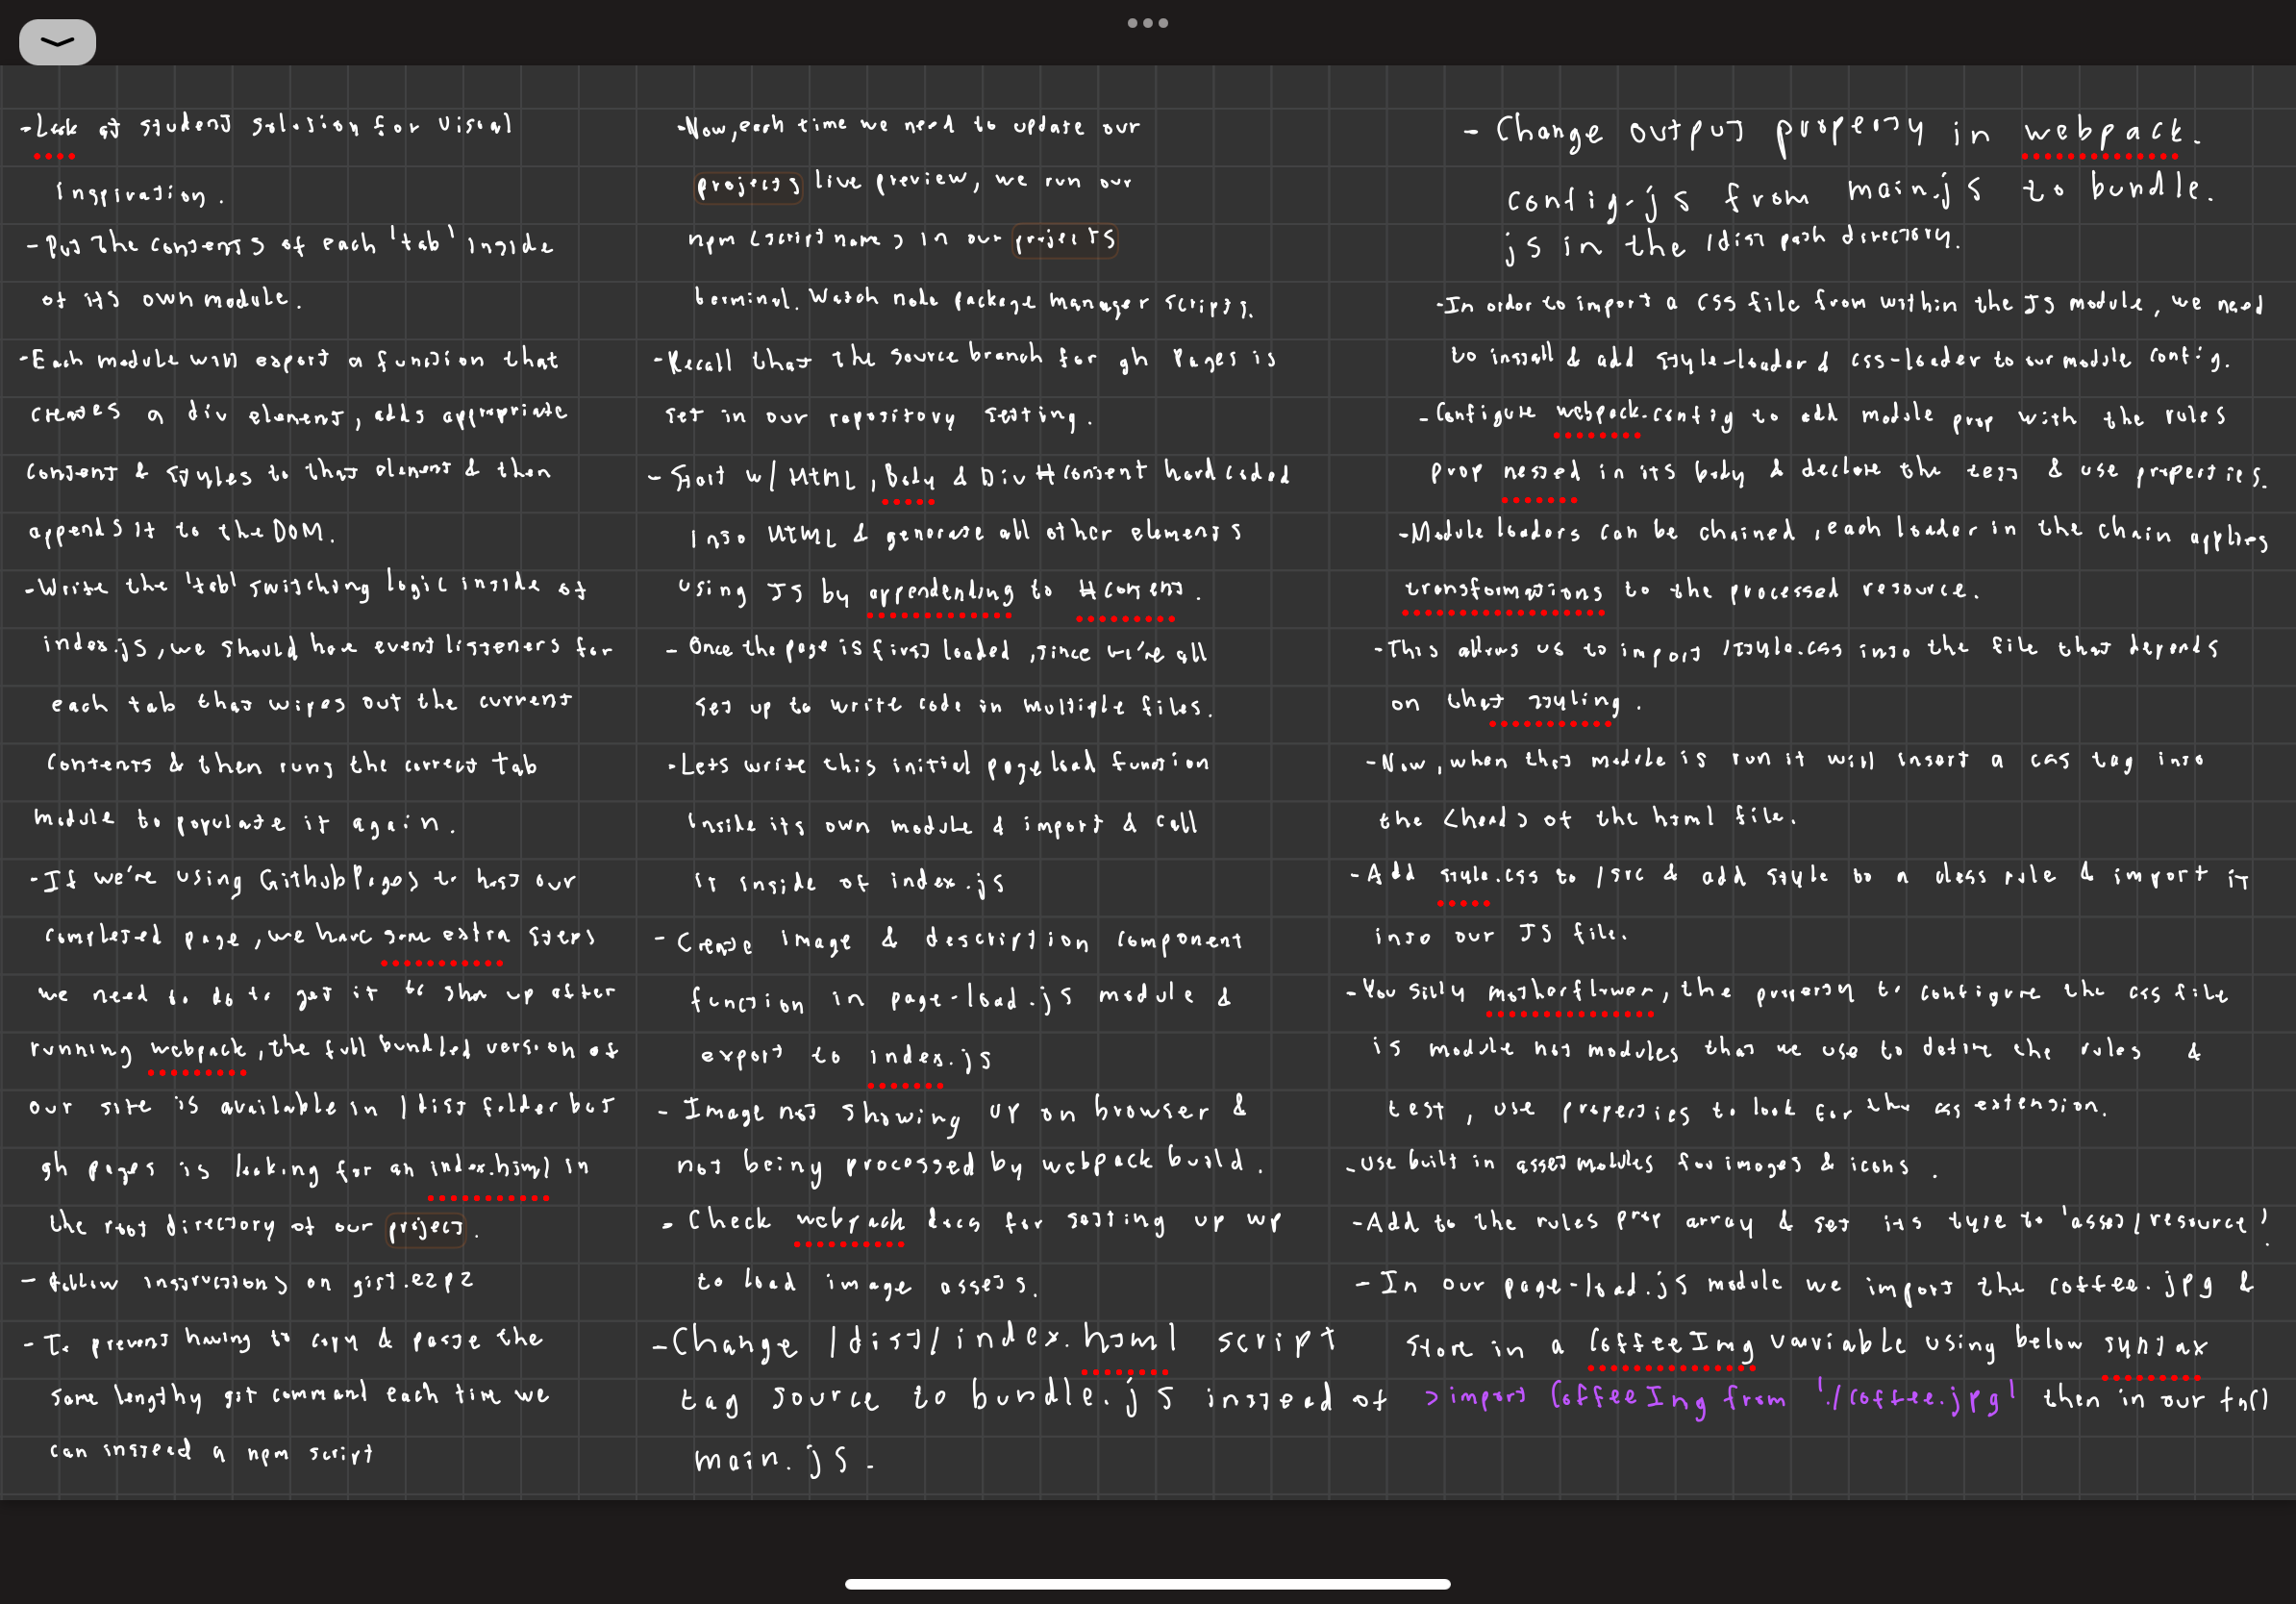 - Look at student solution for visual
inspiration.
- Put the contents of each 'tab' inside
of its own module.
- Each module will export a function that
creates a div element, adds appropriate
content & styles to that element & then
appends it to the DOM.
- Write the 'tab' switching logic inside of
index.js, we should have event listeners for
each tab that wipes out the current
contents & then runs the correct tab
module to populate it again.
- If we're using Github Pages to host our
completed page, we have some extra steps
we need to do to get it to show up after
running webpack, the full bundled version of
our site is available in /dist folder but
gh pages is looking for an index.html in
the root directory of our project.
- Follow instructions on gist. ezpz
- To prevent having to copy & paste the
same lengthy git command each time we
can instead a npm script
- Now, each time we need to update our
projects live preview, we run our
npm <script name> in our projects
terminal. Watch node package manager scripts.
- Recall that the source branch for gh Pages is
set in our repository setting.
- Start w/ HTML, Body & Div #content hard coded
into HTML & generate all other elements
using JS by appendending to #content.
- Once the page is first loaded, since we're all
set up to write code in multiple files.
- Lets write this initial page load function
inside its own module & import & call
it inside of index.js
- Create image & description component
function in page-load.js module &
export to index.js
- Image not showing up on browser &
not being processed by webpack build.
- Check webpack docs for setting up wp
to load image assets.
- Change /dist/index.html script
tag source to bundle.js instead of
main.js.
- Change output property in webpack.
config.js from main.js to bundle.
js in the /dist path directory.
- In order to import a CSS file from within the JS module, we need
to install & add style-loader & css-loader to our module config.
- Configure webpack.config to add module prop with the rules
prop nested in its body & declare the test & use properties.
- Module loaders can be chained, each loader in the chain applies
transformations to the processed resource.
- This allows us to import /style.css into the file that depends
on that styling.
- Now, when that module is run it will insert a css tag into
the <head> of the html file.
- Add style.css to /src & add style to a class rule & import it
into our JS file.
- You silly motherflower, the property to configure the css file
is module not modules that we use to define the rules &
test, use properties to look for the css extension.
- Use built in asset modules for images & icons.
- Add to the rules prop array & set its type to 'asset/resource'.
- In our page-load.js module we import the coffee.jpg &
store in a CoffeeImg variable using below syntax
> import CoffeeImg from './coffee.jpg' then in our fn()